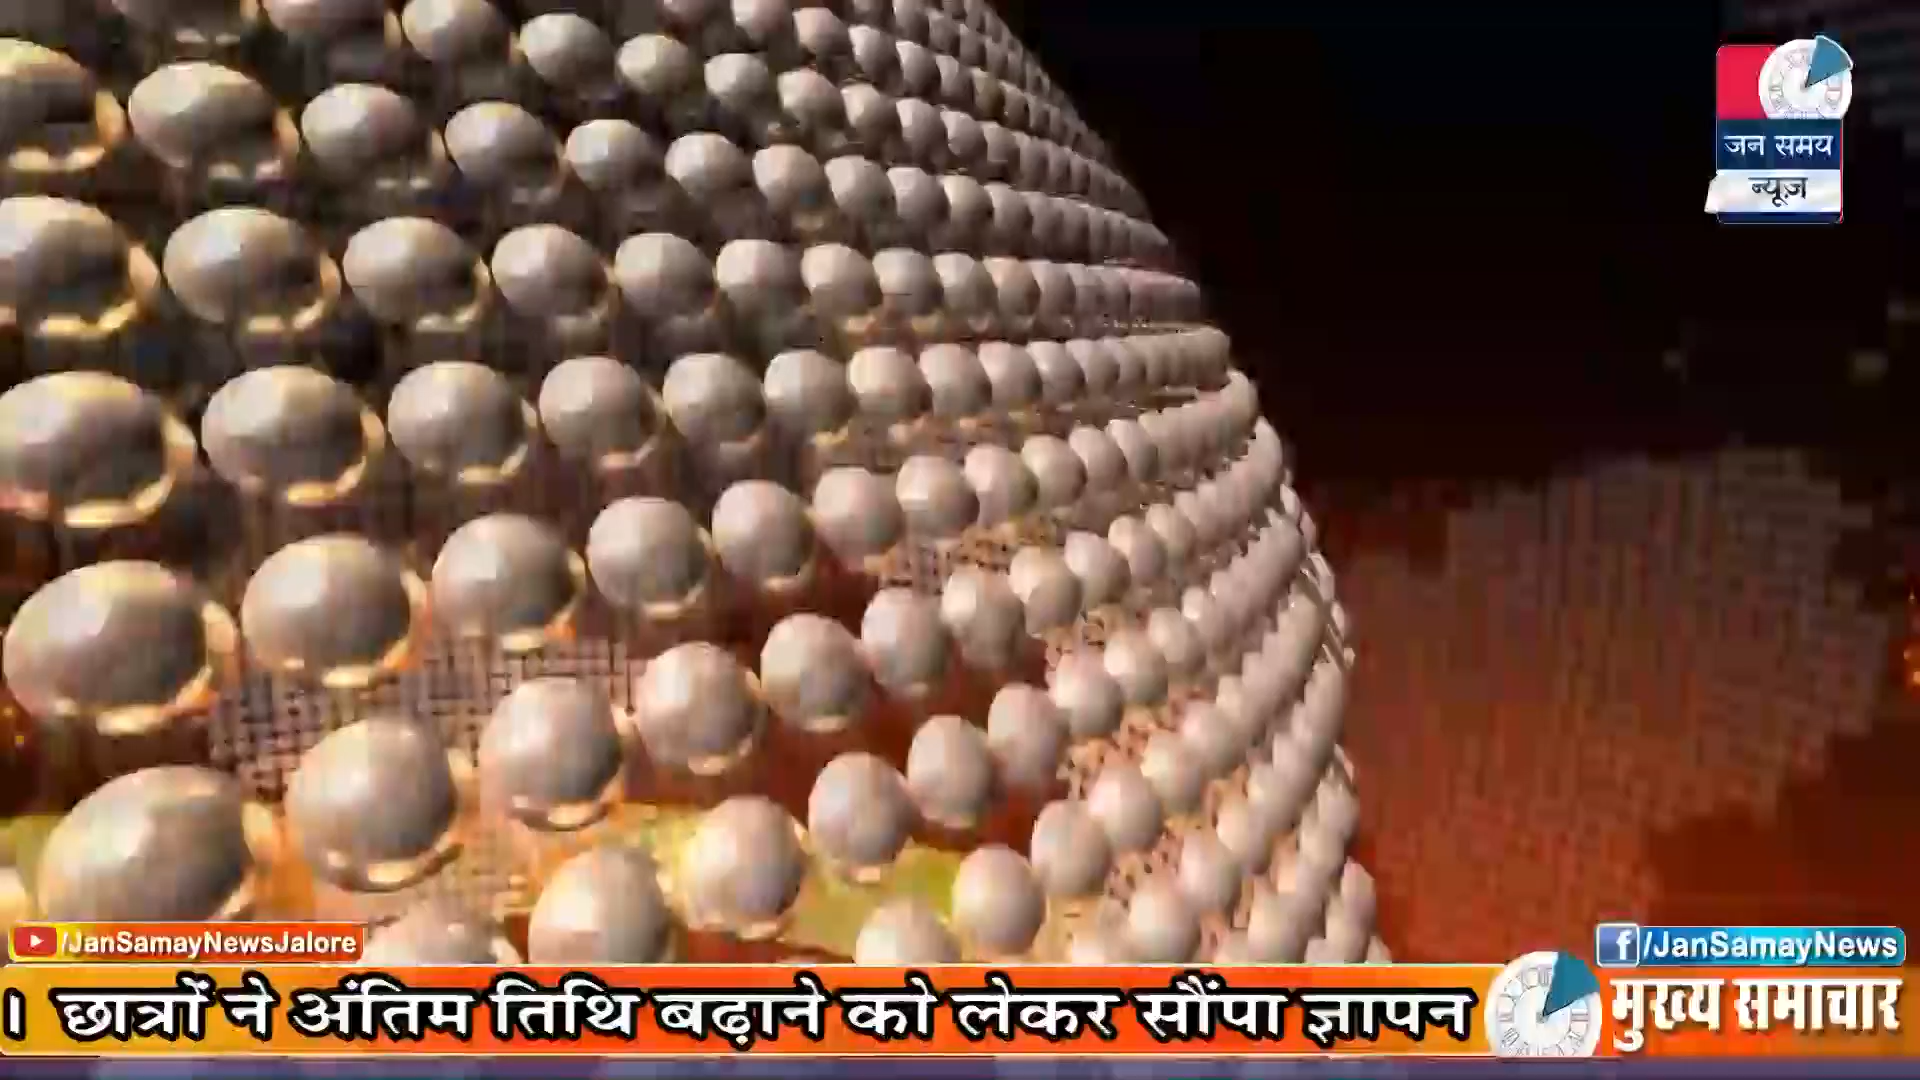 जन समय
न्यूज़
/JanSamayNewsJalore
/JanSamayNews
। छात्रों ने अंतिम तिथि बढ़ाने को लेकर सौंपा ज्ञापन
मुख्य समाचार